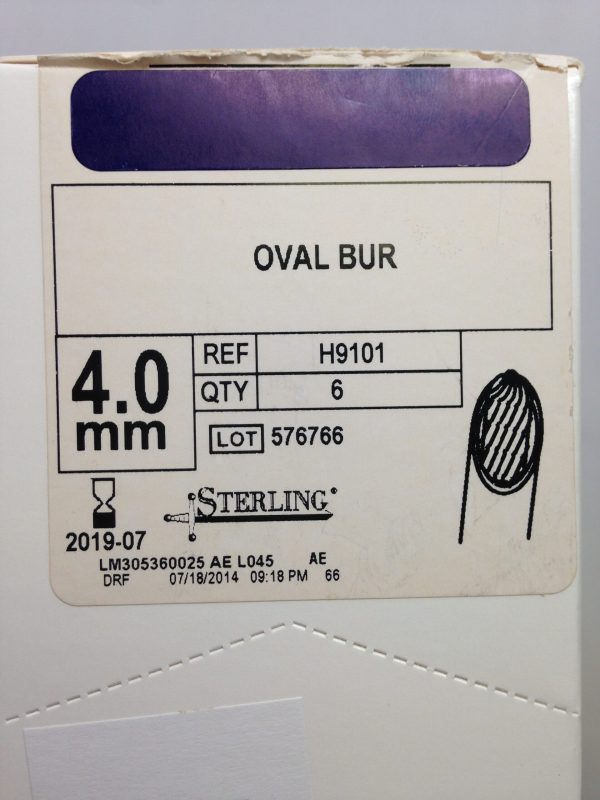 OVAL BUR
4.0
mm
REF H9101
QTY 6
LOT 576766
STERLING
2019-07
LM305360025 AE L045 AE
DRF 07/18/2014 09:18 PM 66